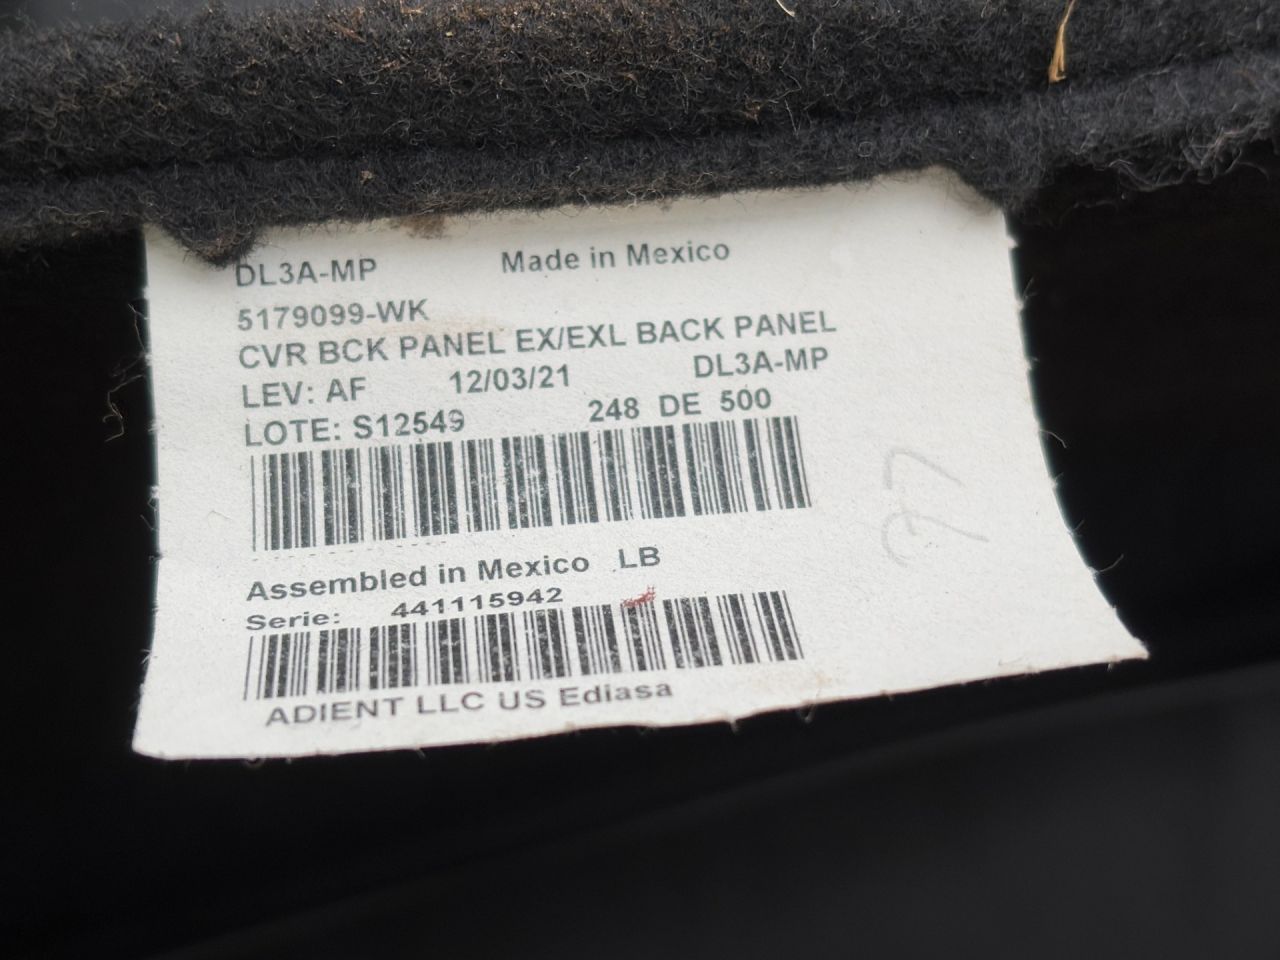 DL3A-MP Made in Mexico
5179099-WK
CVR BCK PANEL EX/EXL BACK PANEL
LEV: AF 12/03/21 DL3A-MP
LOTE: S12549 248 DE 500
Assembled in Mexico LB
Serie: 441115942
ADIENT LLC US Ediasa